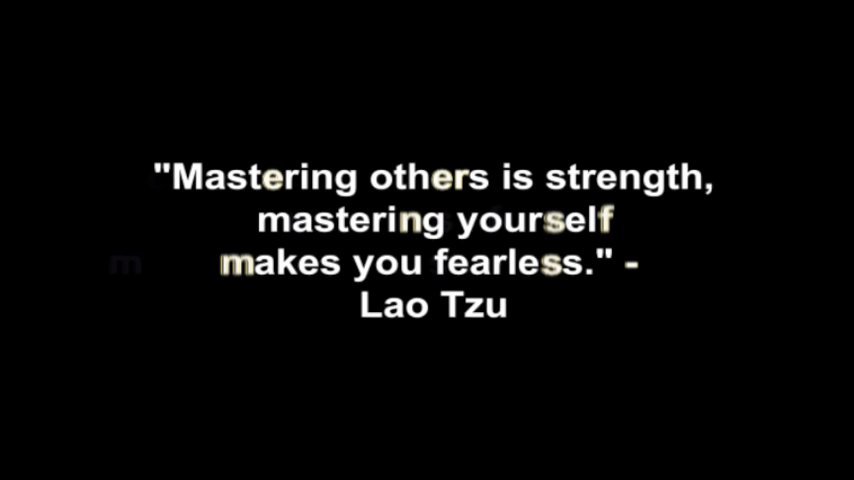 "Mastering others is strength,
mastering yourself
makes you fearless." -
Lao Tzu